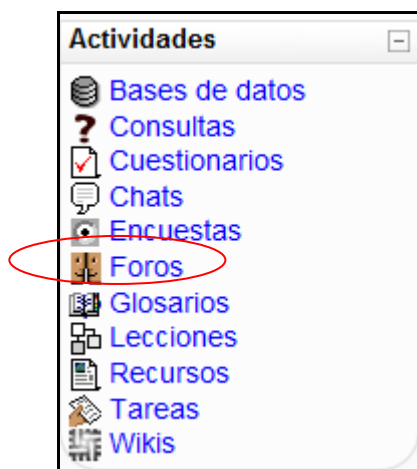 Actividades
Bases de datos
Consultas
Cuestionarios
Chats
Encuestas
Foros
Glosarios
Lecciones
Recursos
Tareas
Wikis